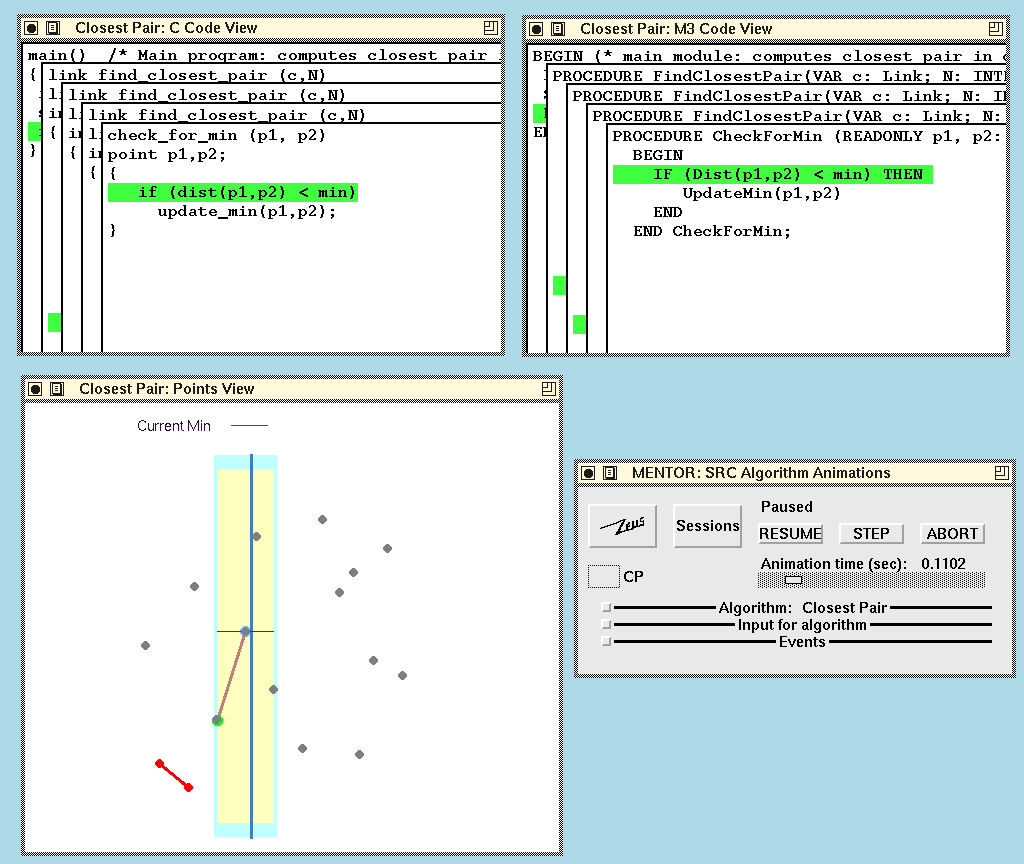 Closest Pair: C Code View
main()  /* Main program: computes closest pair
{ link find_closest_pair (c,N)
i link find_closest_pair (c,N)
{ i link find_closest_pair (c,N)
{ i check_for_min (p1, p2)
} { i point p1,p2;
{ {
if (dist(p1,p2) < min)
update_min(p1,p2);
}
Closest Pair: M3 Code View
BEGIN (* main module: computes closest pair in
PROCEDURE FindClosestPair(VAR c: Link; N: INT
PROCEDURE FindClosestPair(VAR c: Link; N: I
PROCEDURE FindClosestPair(VAR c: Link; N:
E PROCEDURE CheckForMin (READONLY p1, p2:
BEGIN
IF (Dist(p1,p2) < min) THEN
UpdateMin(p1,p2)
END
END CheckForMin;
Closest Pair: Points View
Current Min
MENTOR: SRC Algorithm Animations
Zeus
Sessions
Paused
RESUME STEP ABORT
CP
Animation time (sec): 0.1102
Algorithm: Closest Pair
Input for algorithm
Events